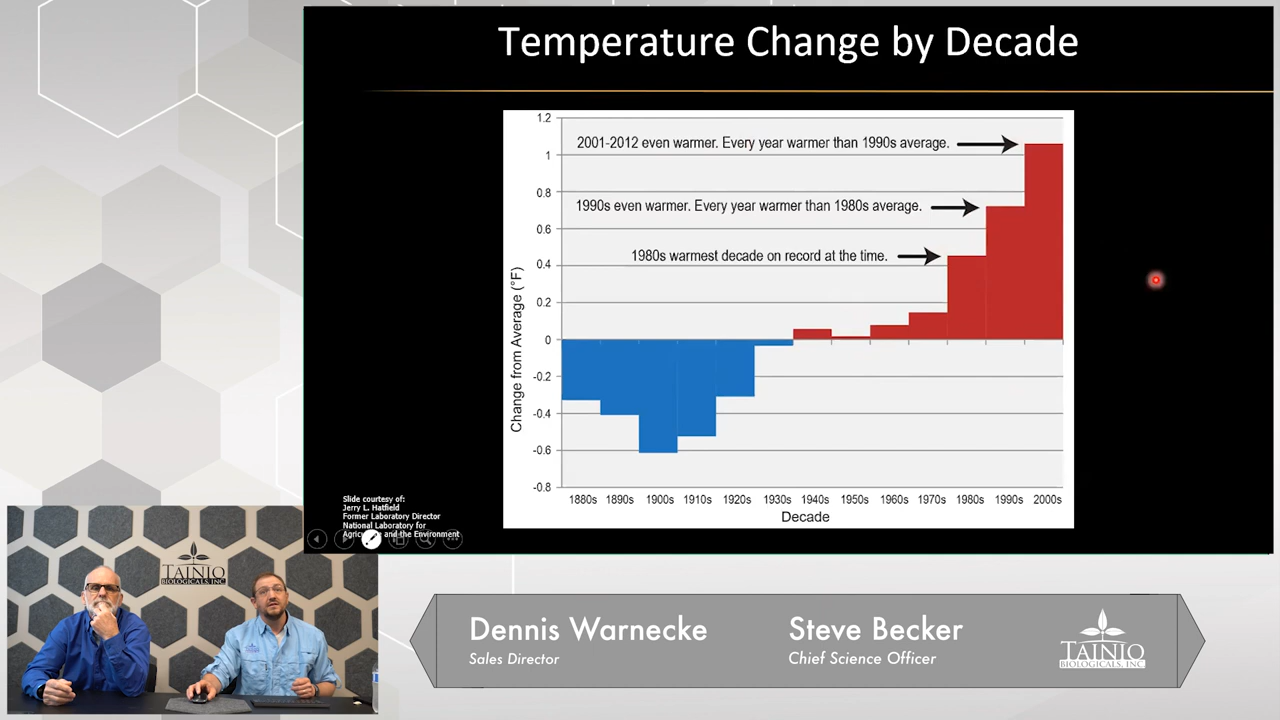 Temperature Change by Decade
1.2
1
0.8
0.6
0.4
0.2
0
-0.2
-0.4
-0.6
-0.8
Change from Average (°F)
2001-2012 even warmer. Every year warmer than 1990s average.
1990s even warmer. Every year warmer than 1980s average.
1980s warmest decade on record at the time.
1880s 1890s 1900s 1910s 1920s 1930s 1940s 1950s 1960s 1970s 1980s 1990s 2000s
Decade
Slide courtesy of:
Jerry L. Hatfield
Former Laboratory Director
National Laboratory for
and the Environment
TAINIO
BIOLOGICALS, INC
Dennis Warnecke
Sales Director
Steve Becker
Chief Science Officer
TAINIO
BIOLOGICALS, INC